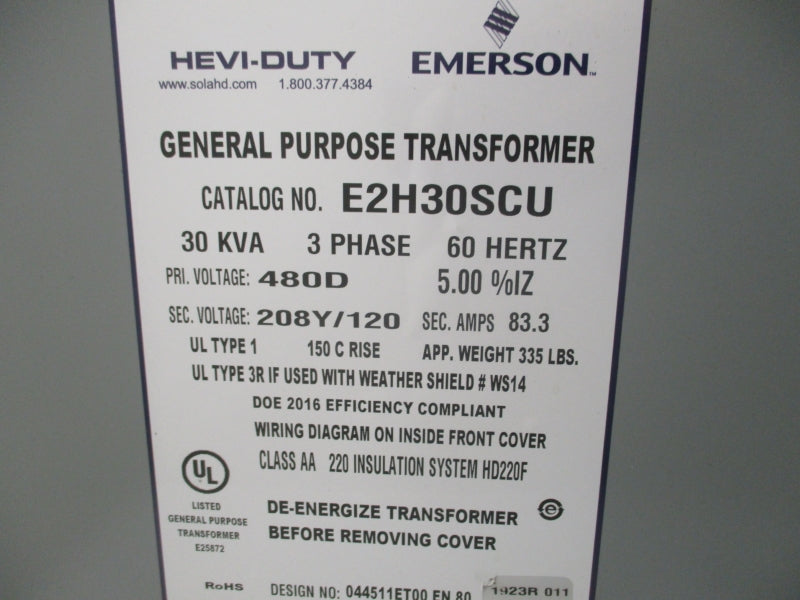 HEVI-DUTY EMERSON™
www.solahd.com 1.800.377.4384
GENERAL PURPOSE TRANSFORMER
CATALOG NO. E2H30SCU
30 KVA 3 PHASE 60 HERTZ
PRI. VOLTAGE: 480D 5.00 %IZ
SEC. VOLTAGE: 208Y/120 SEC. AMPS 83.3
UL TYPE 1 150 C RISE APP. WEIGHT 335 LBS.
UL TYPE 3R IF USED WITH WEATHER SHIELD # WS14
DOE 2016 EFFICIENCY COMPLIANT
WIRING DIAGRAM ON INSIDE FRONT COVER
CLASS AA 220 INSULATION SYSTEM HD220F
UL
LISTED
GENERAL PURPOSE
TRANSFORMER
E25872
DE-ENERGIZE TRANSFORMER e
BEFORE REMOVING COVER
RoHS DESIGN NO: 044511ET00 EN 80 1923R 011